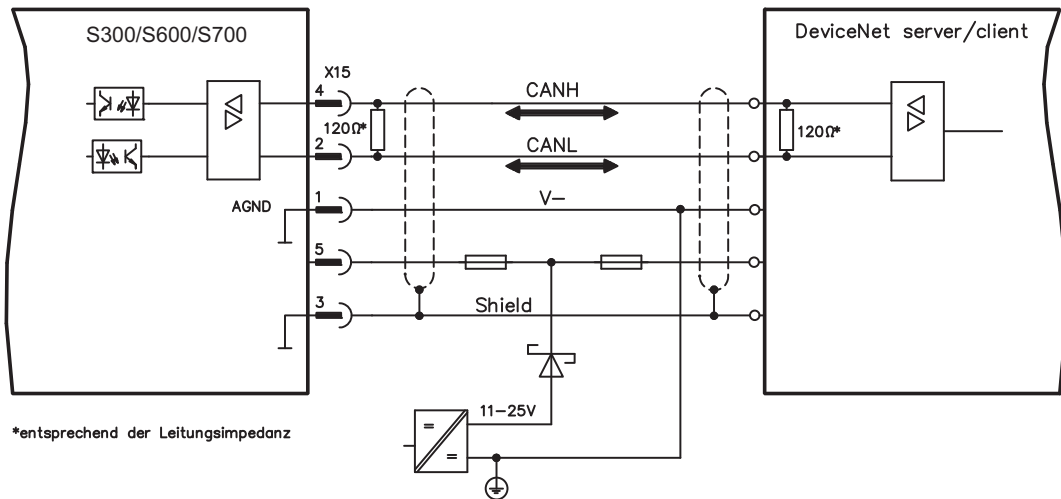 S300/S600/S700
DeviceNet server/client
X15
4
CANH
120Ω*
120Ω*
2
CANL
1
AGND
V–
5
3
Shield
11–25V
*entsprechend der Leitungsimpedanz
=
=